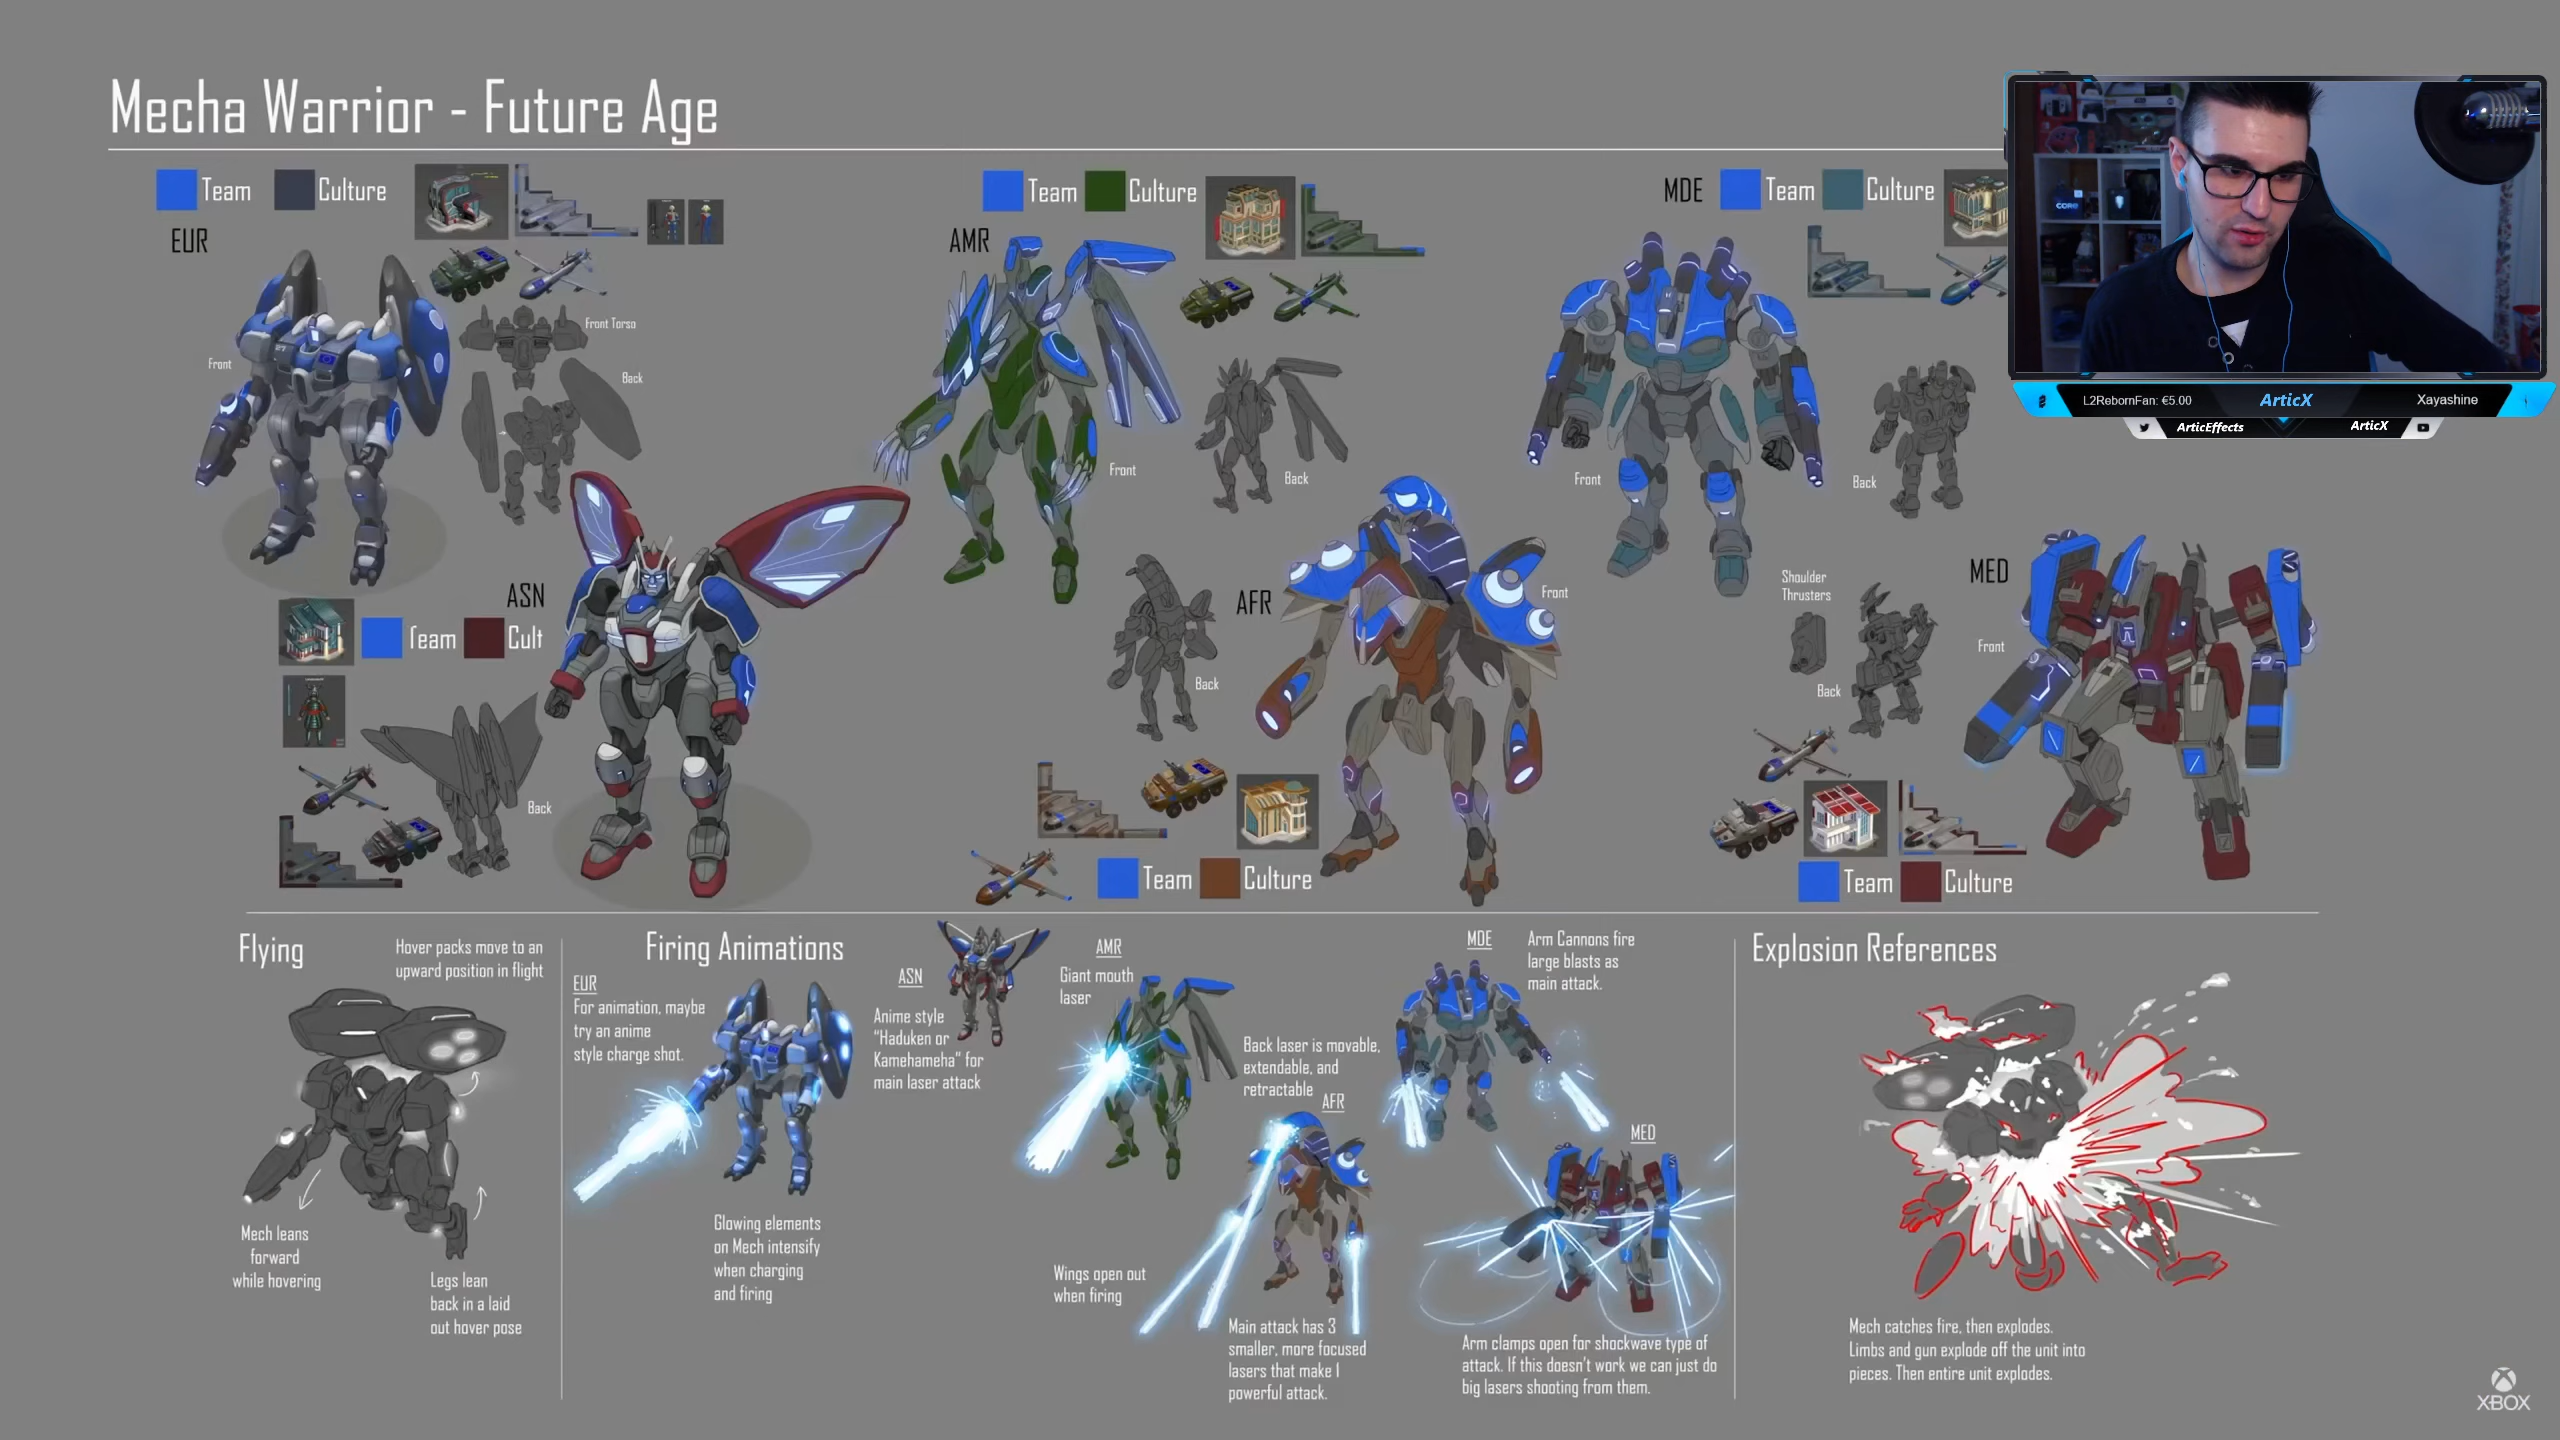 Mecha Warrior - Future Age
Team
Culture
EUR
Front
Front Torso
Back
AMR
Team
Culture
Front
Back
MDE
Team
Culture
Front
Back
L2RebornFan: €5.00
ArticX
Xayashine
ArticEffects
ArticX
CORE
ASN
Team
Cult
Back
AFR
Front
Back
Team
Culture
MED
Shoulder
Thrusters
Front
Back
Team
Culture
Flying
Hover packs move to an
upward position in flight
Mech leans
forward
while hovering
Legs lean
back in a laid
out hover pose
Firing Animations
EUR
For animation, maybe
try an anime
style charge shot.
Glowing elements
on Mech intensify
when charging
and firing
ASN
Anime style
"Haduken or
Kamehameha" for
main laser attack
AMR
Giant mouth
laser
Wings open out
when firing
Back laser is movable,
extendable, and
retractable
AFR
Main attack has 3
smaller, more focused
lasers that make 1
powerful attack.
MDE
Arm Cannons fire
large blasts as
main attack.
MED
Arm clamps open for shockwave type of
attack. If this doesn't work we can just do
big lasers shooting from them.
Explosion References
Mech catches fire, then explodes.
Limbs and gun explode off the unit into
pieces. Then entire unit explodes.
XBOX